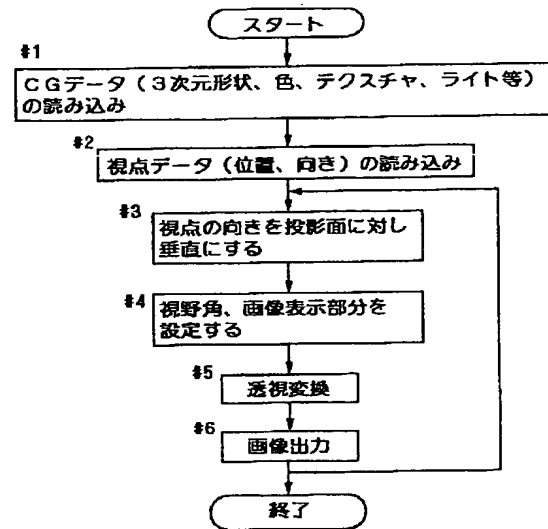 スタート
#1
CGデータ(3次元形状、色、テクスチャ、ライト等)
の読み込み
#2
視点データ(位置、向き)の読み込み
#3
視点の向きを投影面に対し
垂直にする
#4
視野角、画像表示部分を
設定する
#5
透視変換
#6
画像出力
終了